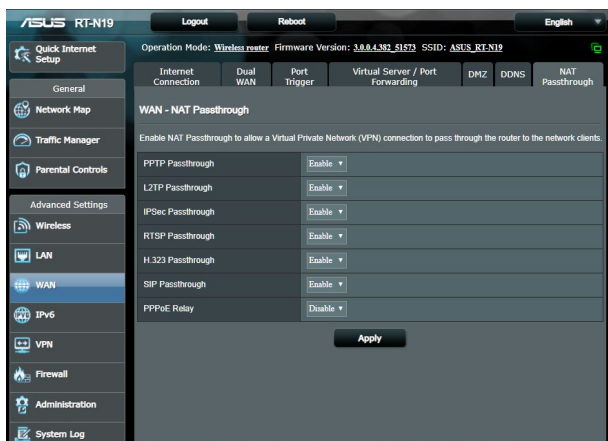 ASUS RT-N19
Logout
Reboot
English
Quick Internet
Setup
Operation Mode: Wireless router Firmware Version: 3.0.0.4.382_51573 SSID: ASUS_RT-N19
General
Network Map
Traffic Manager
Parental Controls
Advanced Settings
Wireless
LAN
WAN
IPv6
VPN
Firewall
Administration
System Log
Internet
Connection
Dual
WAN
Port
Trigger
Virtual Server / Port
Forwarding
DMZ
DDNS
NAT
Passthrough
WAN - NAT Passthrough
Enable NAT Passthrough to allow a Virtual Private Network (VPN) connection to pass through the router to the network clients.
PPTP Passthrough Enable
L2TP Passthrough Enable
IPSec Passthrough Enable
RTSP Passthrough Enable
H.323 Passthrough Enable
SIP Passthrough Enable
PPPoE Relay Disable
Apply